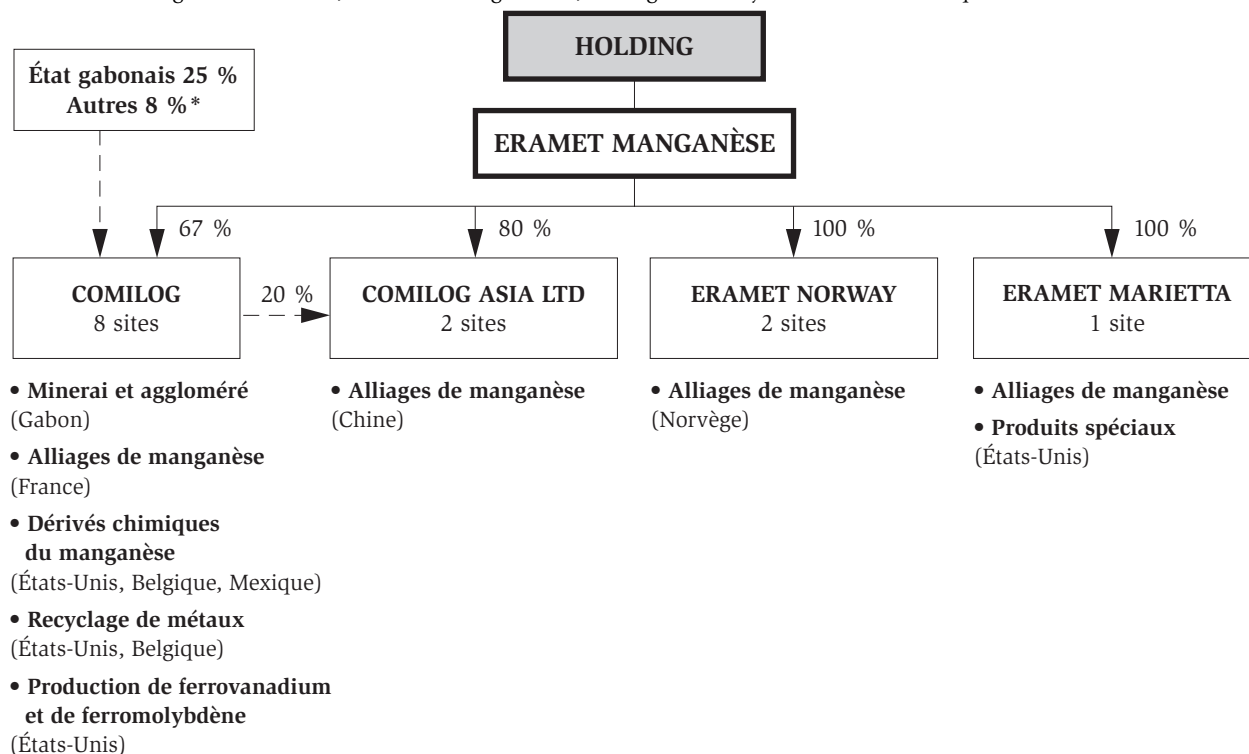 HOLDING
État gabonais 25 %
Autres 8 %*
ERAMET MANGANÈSE
67 %
80 %
100 %
100 %
COMILOG
8 sites
20 %
COMILOG ASIA LTD
2 sites
ERAMET NORWAY
2 sites
ERAMET MARIETTA
1 site
• Minerai et aggloméré
(Gabon)
• Alliages de manganèse
(France)
• Dérivés chimiques
du manganèse
(États-Unis, Belgique, Mexique)
• Recyclage de métaux
(États-Unis, Belgique)
• Production de ferrovanadium
et de ferromolybdène
(États-Unis)
• Alliages de manganèse
(Chine)
• Alliages de manganèse
(Norvège)
• Alliages de manganèse
• Produits spéciaux
(États-Unis)